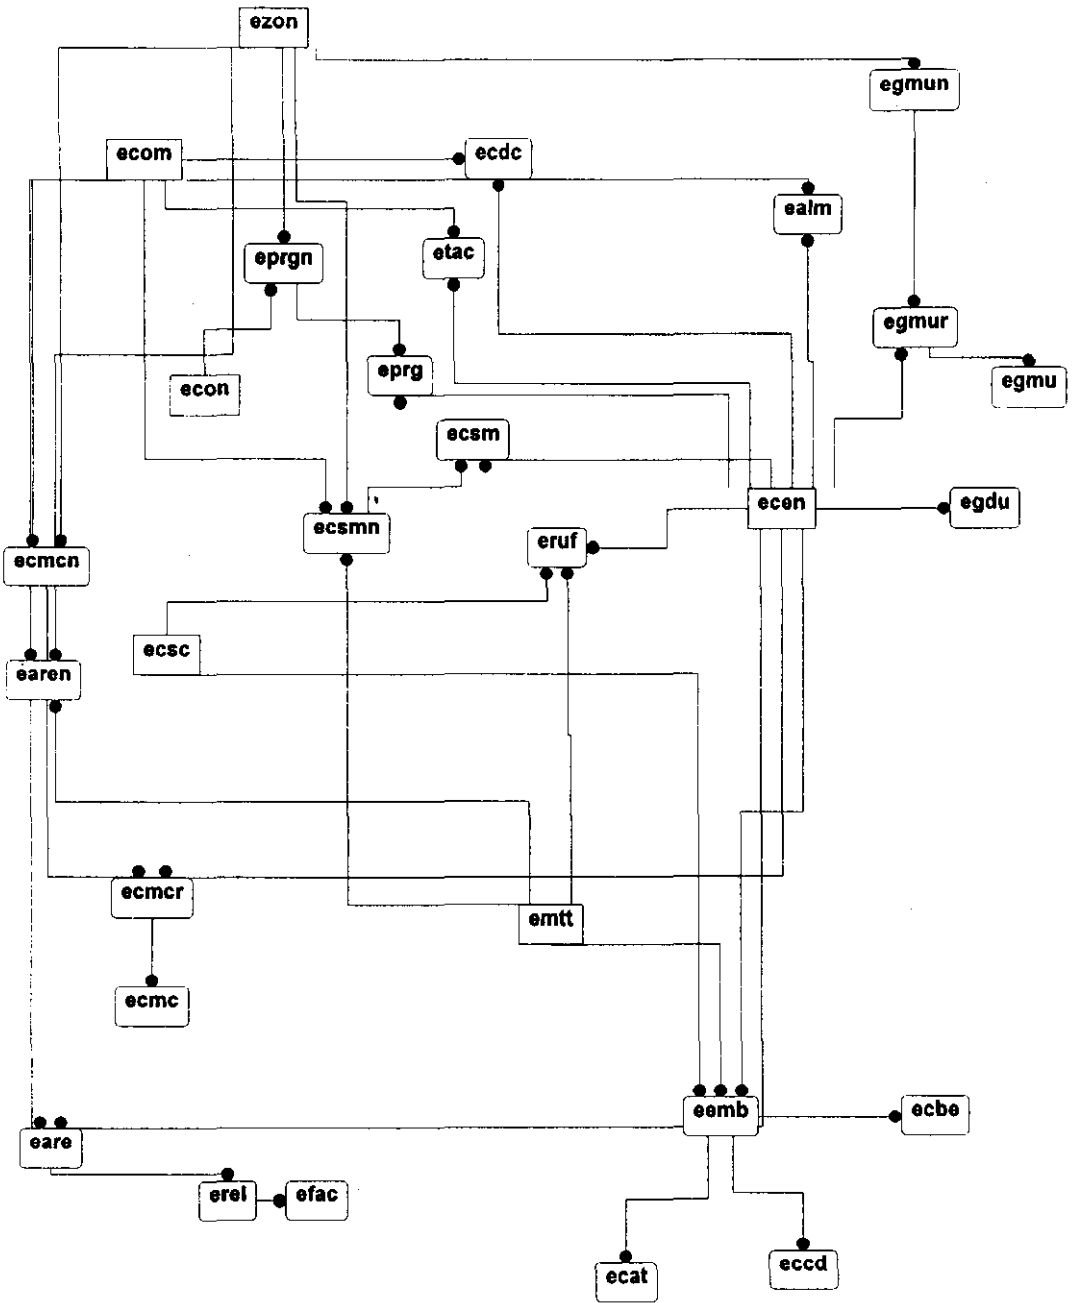 ezon
egmun
ecom
ecdc
ealm
eprgn
etac
egmur
eprg
egmu
econ
ecsm
ecen
egdu
ecsmn
eruf
ecmcn
ecsc
earen
ecmcr
emtt
ecmc
eemb
ecbe
eare
erel
efac
eccd
ecat